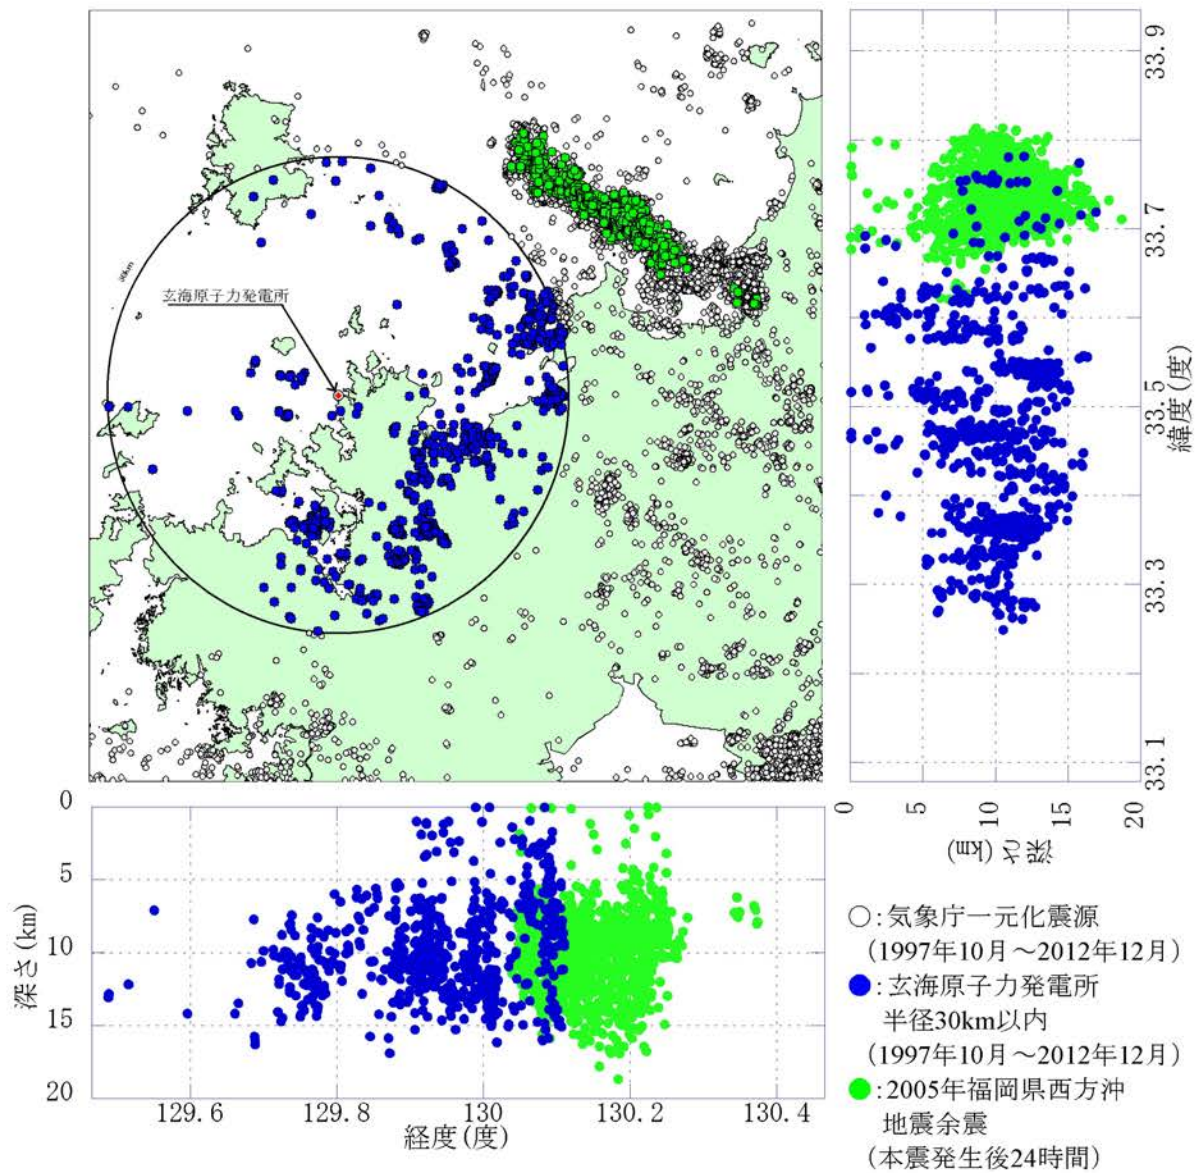 30km
玄海原子力発電所
33.9
33.7
33.5
33.3
33.1
緯度(度)
0
5
10
15
20
深さ(km)
0
5
10
15
20
深さ(km)
129.6
129.8
130
130.2
130.4
経度(度)
○:気象庁一元化震源
(1997年10月～2012年12月)
●:玄海原子力発電所
半径30km以内
(1997年10月～2012年12月)
●:2005年福岡県西方沖
地震余震
(本震発生後24時間)